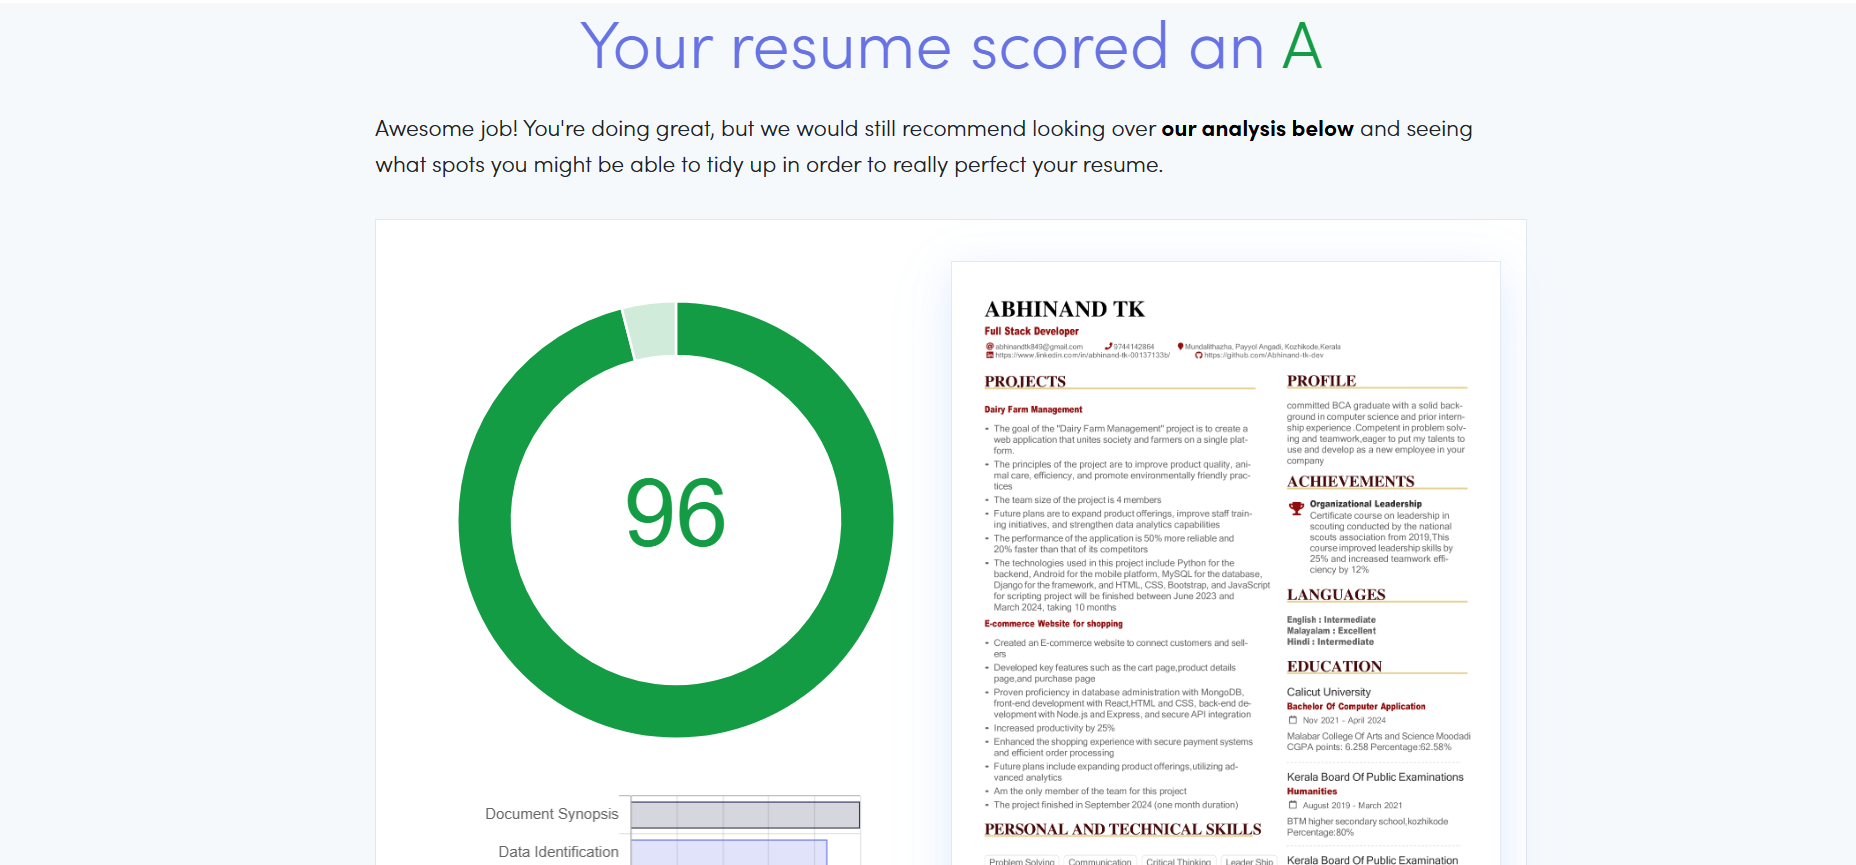 Your resume scored an A
Awesome job! You're doing great, but we would still recommend looking over our analysis below and seeing
what spots you might be able to tidy up in order to really perfect your resume.
96
Document Synopsis
Data Identification
ABHINAND TK
Full Stack Developer
abhinandtk849@gmail.com 9744142864 Mundalithazha, Payyol Angadi, Kozhikode,Kerala
https://www.linkedin.com/in/abhinand-tk-00137133b/ https://github.com/Abhinand-tk-dev
PROJECTS
Dairy Farm Management
• The goal of the "Dairy Farm Management" project is to create a
web application that unites society and farmers on a single plat-
form.
• The principles of the project are to improve product quality, ani-
mal care, efficiency, and promote environmentally friendly prac-
tices
• The team size of the project is 4 members
• Future plans are to expand product offerings, improve staff train-
ing initiatives, and strengthen data analytics capabilities
• The performance of the application is 50% more reliable and
20% faster than that of its competitors
• The technologies used in this project include Python for the
backend, Android for the mobile platform, MySQL for the database,
Django for the framework, and HTML, CSS, Bootstrap, and JavaScript
for scripting project will be finished between June 2023 and
March 2024, taking 10 months
E-commerce Website for shopping
• Created an E-commerce website to connect customers and sell-
ers
• Developed key features such as the cart page,product details
page,and purchase page
• Proven proficiency in database administration with MongoDB,
front-end development with React,HTML and CSS, back-end de-
velopment with Node.js and Express, and secure API integration
• Increased productivity by 25%
• Enhanced the shopping experience with secure payment systems
and efficient order processing
• Future plans include expanding product offerings,utilizing ad-
vanced analytics
• Am the only member of the team for this project
• The project finished in September 2024 (one month duration)
PERSONAL AND TECHNICAL SKILLS
Problem Solving Communication Critical Thinking Leader Ship
PROFILE
committed BCA graduate with a solid back-
ground in computer science and prior intern-
ship experience .Competent in problem solv-
ing and teamwork,eager to put my talents to
use and develop as a new employee in your
company
ACHIEVEMENTS
Organizational Leadership
Certificate course on leadership in
scouting conducted by the national
scouts association from 2019,This
course improved leadership skills by
25% and increased teamwork effi-
ciency by 12%
LANGUAGES
English : Intermediate
Malayalam : Excellent
Hindi : Intermediate
EDUCATION
Calicut University
Bachelor Of Computer Application
Nov 2021 - April 2024
Malabar College Of Arts and Science Moodadi
CGPA points: 6.258 Percentage:62.58%
Kerala Board Of Public Examinations
Humanities
August 2019 - March 2021
BTM higher secondary school,kozhikode
Percentage:80%
Kerala Board Of Public Examination